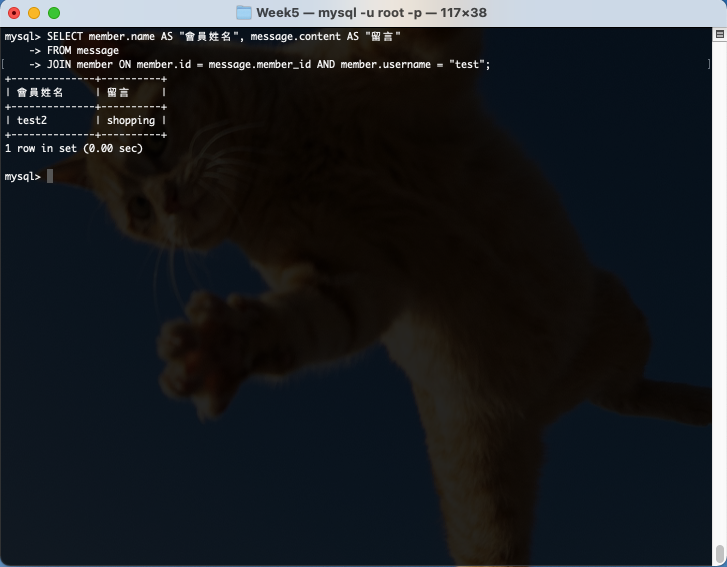 Week5 — mysql -u root -p — 117×38
mysql> SELECT member.name AS "會員姓名", message.content AS "留言"
    -> FROM message
    -> JOIN member ON member.id = message.member_id AND member.username = "test";
+--------------+----------+
| 會員姓名     | 留言     |
+--------------+----------+
| test2        | shopping |
+--------------+----------+
1 row in set (0.00 sec)
mysql>